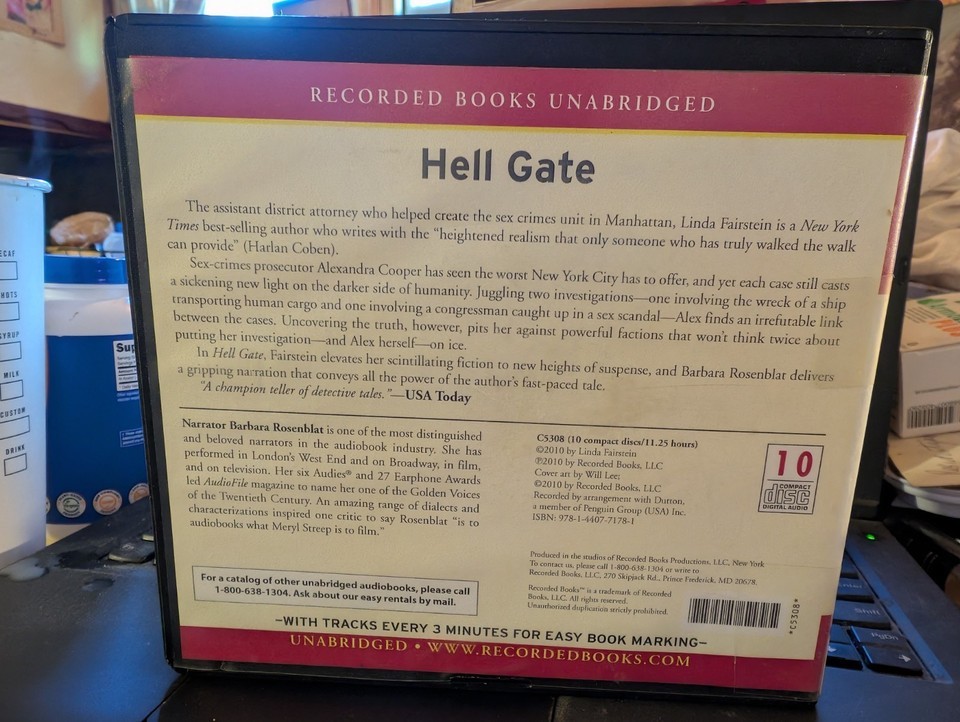 RECORDED BOOKS UNABRIDGED
Hell Gate
The assistant district attorney who helped create the sex crimes unit in Manhattan, Linda Fairstein is a New York
Times best-selling author who writes with the "heightened realism that only someone who has truly walked the walk
can provide" (Harlan Coben).
Sex-crimes prosecutor Alexandra Cooper has seen the worst New York City has to offer, and yet each case still casts
a sickening new light on the darker side of humanity. Juggling two investigations—one involving the wreck of a ship
transporting human cargo and one involving a congressman caught up in a sex scandal—Alex finds an irrefutable link
between the cases. Uncovering the truth, however, pits her against powerful factions that won't think twice about
putting her investigation—and Alex herself—on ice.
In Hell Gate, Fairstein elevates her scintillating fiction to new heights of suspense, and Barbara Rosenblat delivers
a gripping narration that conveys all the power of the author's fast-paced tale.
"A champion teller of detective tales."—USA Today
Narrator Barbara Rosenblat is one of the most distinguished
and beloved narrators in the audiobook industry. She has
performed in London's West End and on Broadway, in film,
and on television. Her six Audies® and 27 Earphone Awards
led AudioFile magazine to name her one of the Golden Voices
of the Twentieth Century. An amazing range of dialects and
characterizations inspired one critic to say Rosenblat "is to
audiobooks what Meryl Streep is to film."
For a catalog of other unabridged audiobooks, please call
1-800-638-1304. Ask about our easy rentals by mail.
C5308 (10 compact discs/11.25 hours)
©2010 by Linda Fairstein
℗2010 by Recorded Books, LLC
Cover art by Will Lee;
©2010 by Recorded Books, LLC
Recorded by arrangement with Dutton,
a member of Penguin Group (USA) Inc.
ISBN: 978-1-4407-7178-1
10
COMPACT
disc
DIGITAL AUDIO
Produced in the studios of Recorded Books Productions, LLC, New York
To contact us, please call 1-800-638-1304 or write to
Recorded Books, LLC, 270 Skipjack Rd., Prince Frederick, MD 20678.
Recorded Books™ is a trademark of Recorded
Books, LLC. All rights reserved.
Unauthorized duplication strictly prohibited.
*C5308*
–WITH TRACKS EVERY 3 MINUTES FOR EASY BOOK MARKING–
UNABRIDGED • WWW.RECORDEDBOOKS.COM
ECAF
HOTS
SYRUP
MILK
CUSTOM
DRINK
Sup
Shift
PgDn